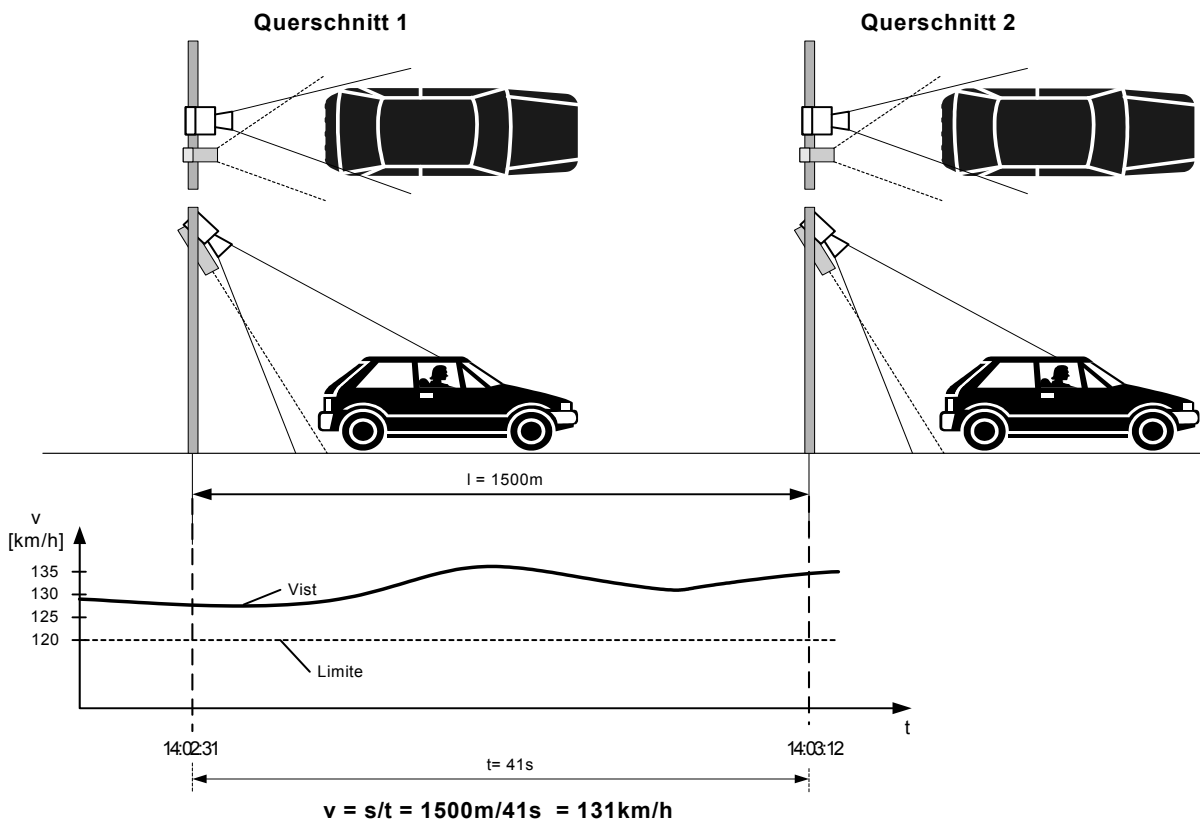 Querschnitt 1
Querschnitt 2
l = 1500m
v
[km/h]
135
130
125
120
Vist
Limite
t
14:02:31
14:03:12
t= 41s
v = s/t = 1500m/41s = 131km/h